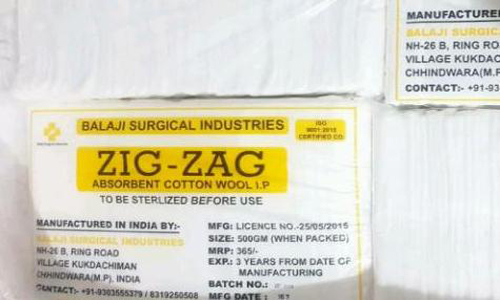 BALAJI SURGICAL INDUSTRIES
ISO
9001:2015
CERTIFIED CO.
ZIG-ZAG
ABSORBENT COTTON WOOL I.P
TO BE STERLIZED BEFORE USE
MANUFACTURED IN INDIA BY:-
BALAJI SURGICAL INDUSTRIES
NH-26 B, RING ROAD
VILLAGE KUKDACHIMAN
CHHINDWARA(M.P). INDIA
CONTACT:- +91-9303555379 / 8319250508
MFG: LICENCE NO.-25/05/2015
SIZE: 500GM (WHEN PACKED)
MRP: 365/-
EXP.: 3 YEARS FROM DATE OF
MANUFACTURING
BATCH NO.:
MFG DATE :
MANUFACTURE
BALAJI SURGIC
NH-26 B, RING RO
VILLAGE KUKDAC
CHHINDWARA(M.P
CONTACT:- +91-93